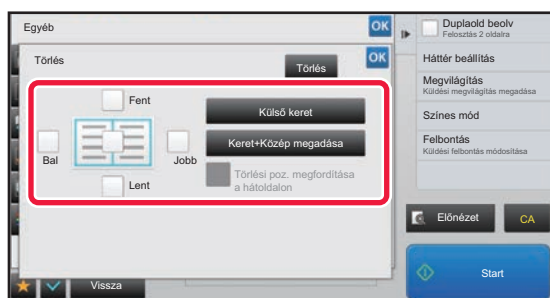 Egyéb
OK
Törlés
Törlés
OK
Fent
Bal
Jobb
Lent
Külső keret
Keret+Közép megadása
Törlési poz. megfordítása
a hátoldalon
Vissza
Duplaold beolv
Felosztás 2 oldalra
Háttér beállítás
Megvilágítás
Küldési megvilágítás megadása
Színes mód
Felbontás
Küldési felbontás módosítása
Előnézet
CA
Start